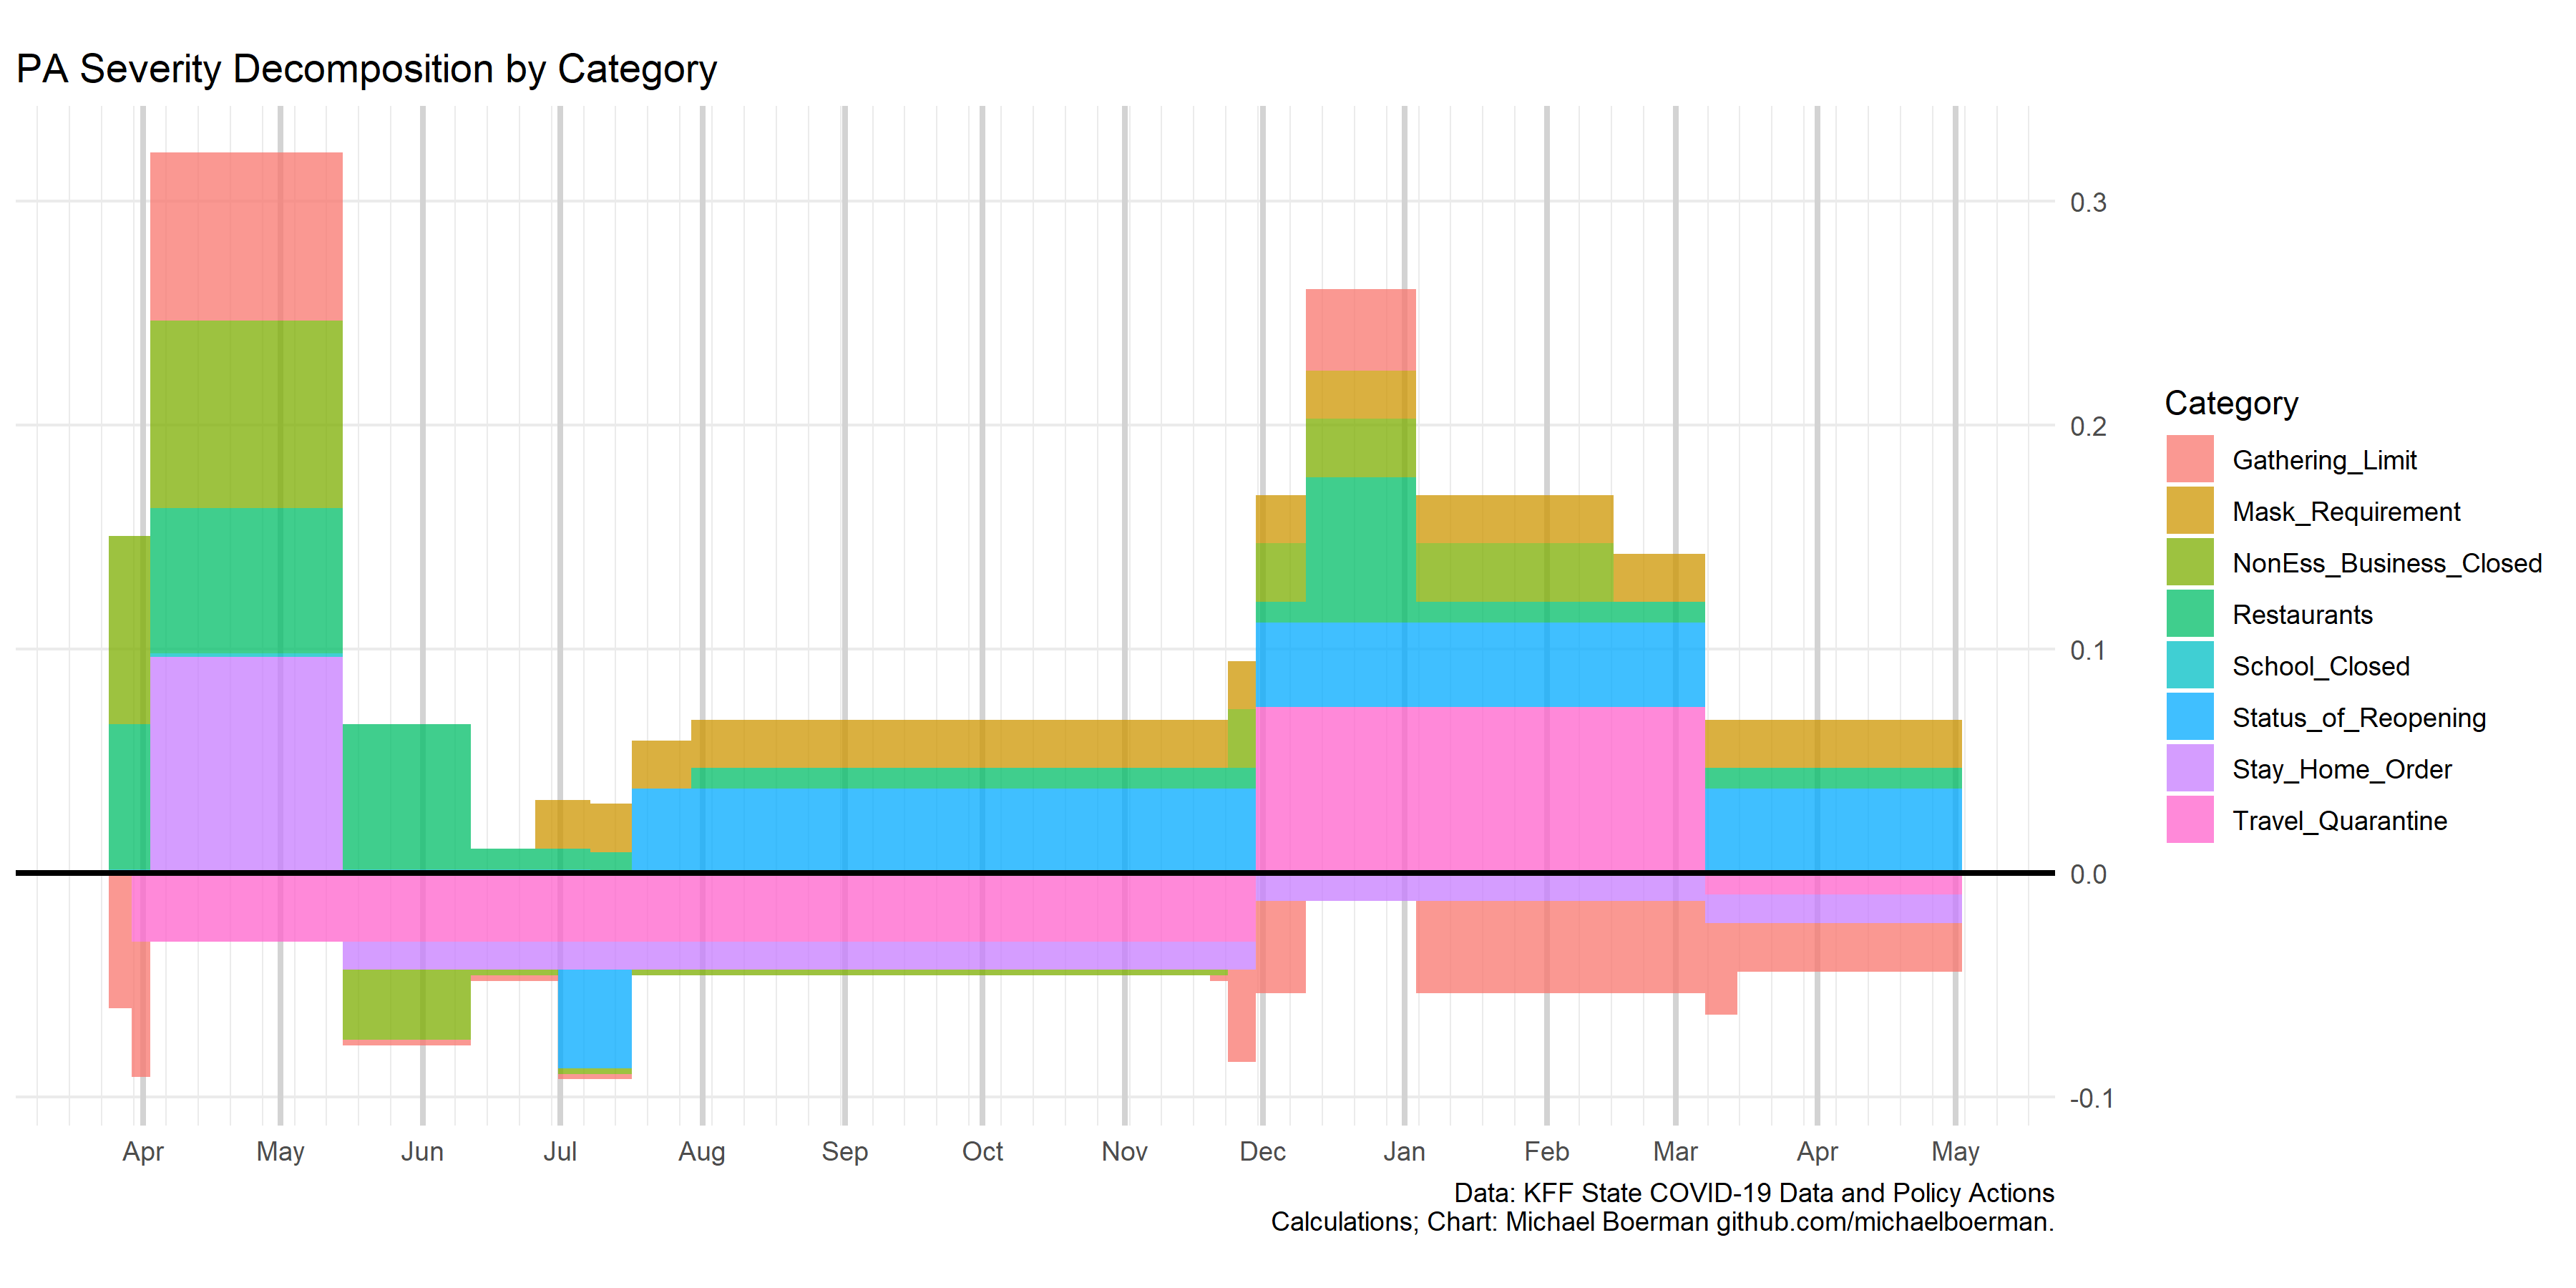 PA Severity Decomposition by Category
0.3
0.2
0.1
0.0
-0.1
Apr May Jun Jul Aug Sep Oct Nov Dec Jan Feb Mar Apr May
Category
Gathering_Limit
Mask_Requirement
NonEss_Business_Closed
Restaurants
School_Closed
Status_of_Reopening
Stay_Home_Order
Travel_Quarantine
Data: KFF State COVID-19 Data and Policy Actions
Calculations; Chart: Michael Boerman github.com/michaelboerman.